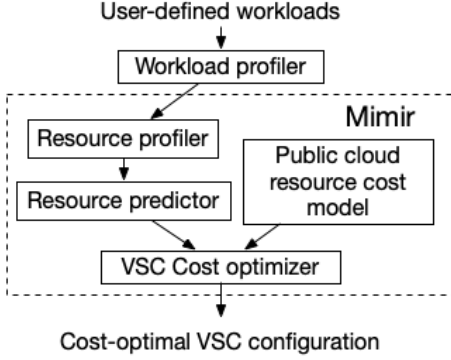 User-defined workloads
Workload profiler
Mimir
Resource profiler
Public cloud
resource cost
model
Resource predictor
VSC Cost optimizer
Cost-optimal VSC configuration